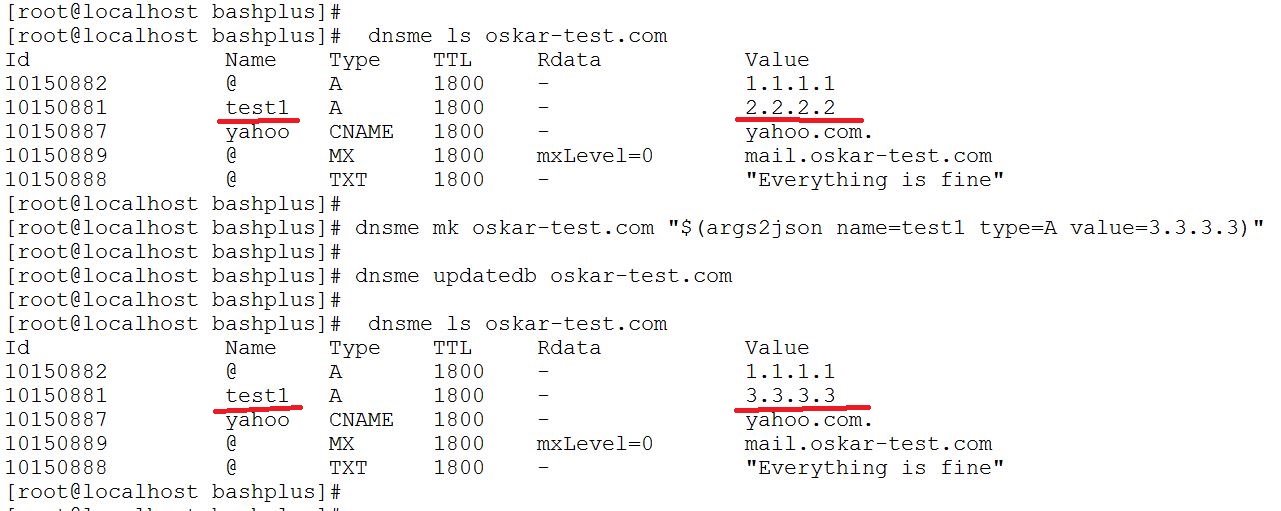 [root@localhost bashplus]#
[root@localhost bashplus]#  dnsme ls oskar-test.com
Id                Name    Type    TTL     Rdata           Value
10150882          @       A       1800    -               1.1.1.1
10150881          test1   A       1800    -               2.2.2.2
10150887          yahoo   CNAME   1800    -               yahoo.com.
10150889          @       MX      1800    mxLevel=0       mail.oskar-test.com
10150888          @       TXT     1800    -               "Everything is fine"
[root@localhost bashplus]#
[root@localhost bashplus]# dnsme mk oskar-test.com "$(args2json name=test1 type=A value=3.3.3.3)"
[root@localhost bashplus]#
[root@localhost bashplus]# dnsme updatedb oskar-test.com
[root@localhost bashplus]#
[root@localhost bashplus]#  dnsme ls oskar-test.com
Id                Name    Type    TTL     Rdata           Value
10150882          @       A       1800    -               1.1.1.1
10150881          test1   A       1800    -               3.3.3.3
10150887          yahoo   CNAME   1800    -               yahoo.com.
10150889          @       MX      1800    mxLevel=0       mail.oskar-test.com
10150888          @       TXT     1800    -               "Everything is fine"
[root@localhost bashplus]#